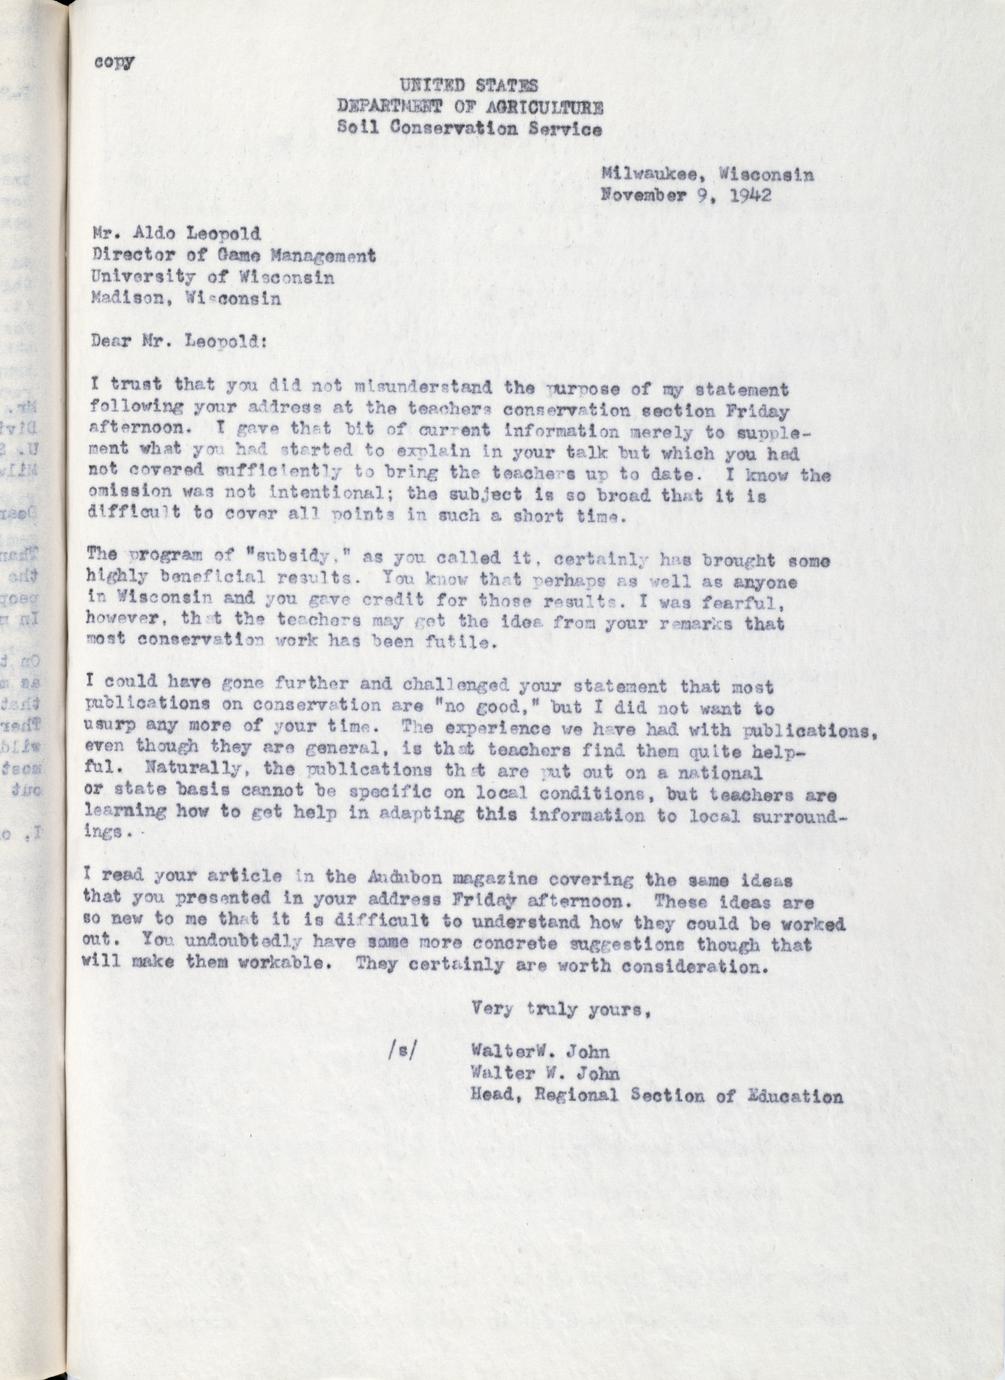 copy
UNITED STATES
DEPARTMENT OF AGRICULTURE
Soil Conservation Service
Milwaukee, Wisconsin
November 9, 1942
Mr. Aldo Leopold
Director of Game Management
University of Wisconsin
Madison, Wisconsin
Dear Mr. Leopold:
I trust that you did not misunderstand the purpose of my statement
following your address at the teachers conservation section Friday
afternoon.  I gave that bit of current information merely to supple-
ment what you had started to explain in your talk but which you had
not covered sufficiently to bring the teachers up to date.  I know the
omission was not intentional; the subject is so broad that it is
difficult to cover all points in such a short time.
The program of "subsidy," as you called it, certainly has brought some
highly beneficial results.  You know that perhaps as well as anyone
in Wisconsin and you gave credit for those results. I was fearful,
however, that the teachers may get the idea from your remarks that
most conservation work has been futile.
I could have gone further and challenged your statement that most
publications on conservation are "no good," but I did not want to
usurp any more of your time.  The experience we have had with publications,
even though they are general, is that teachers find them quite help-
ful.  Naturally, the publications that are put out on a national
or state basis cannot be specific on local conditions, but teachers are
learning how to get help in adapting this information to local surround-
ings.
I read your article in the Audubon magazine covering the same ideas
that you presented in your address Friday afternoon.  These ideas are
so new to me that it is difficult to understand how they could be worked
out.  You undoubtedly have some more concrete suggestions though that
will make them workable.  They certainly are worth consideration.
Very truly yours,
/s/ WalterW. John
Walter W. John
Head, Regional Section of Education